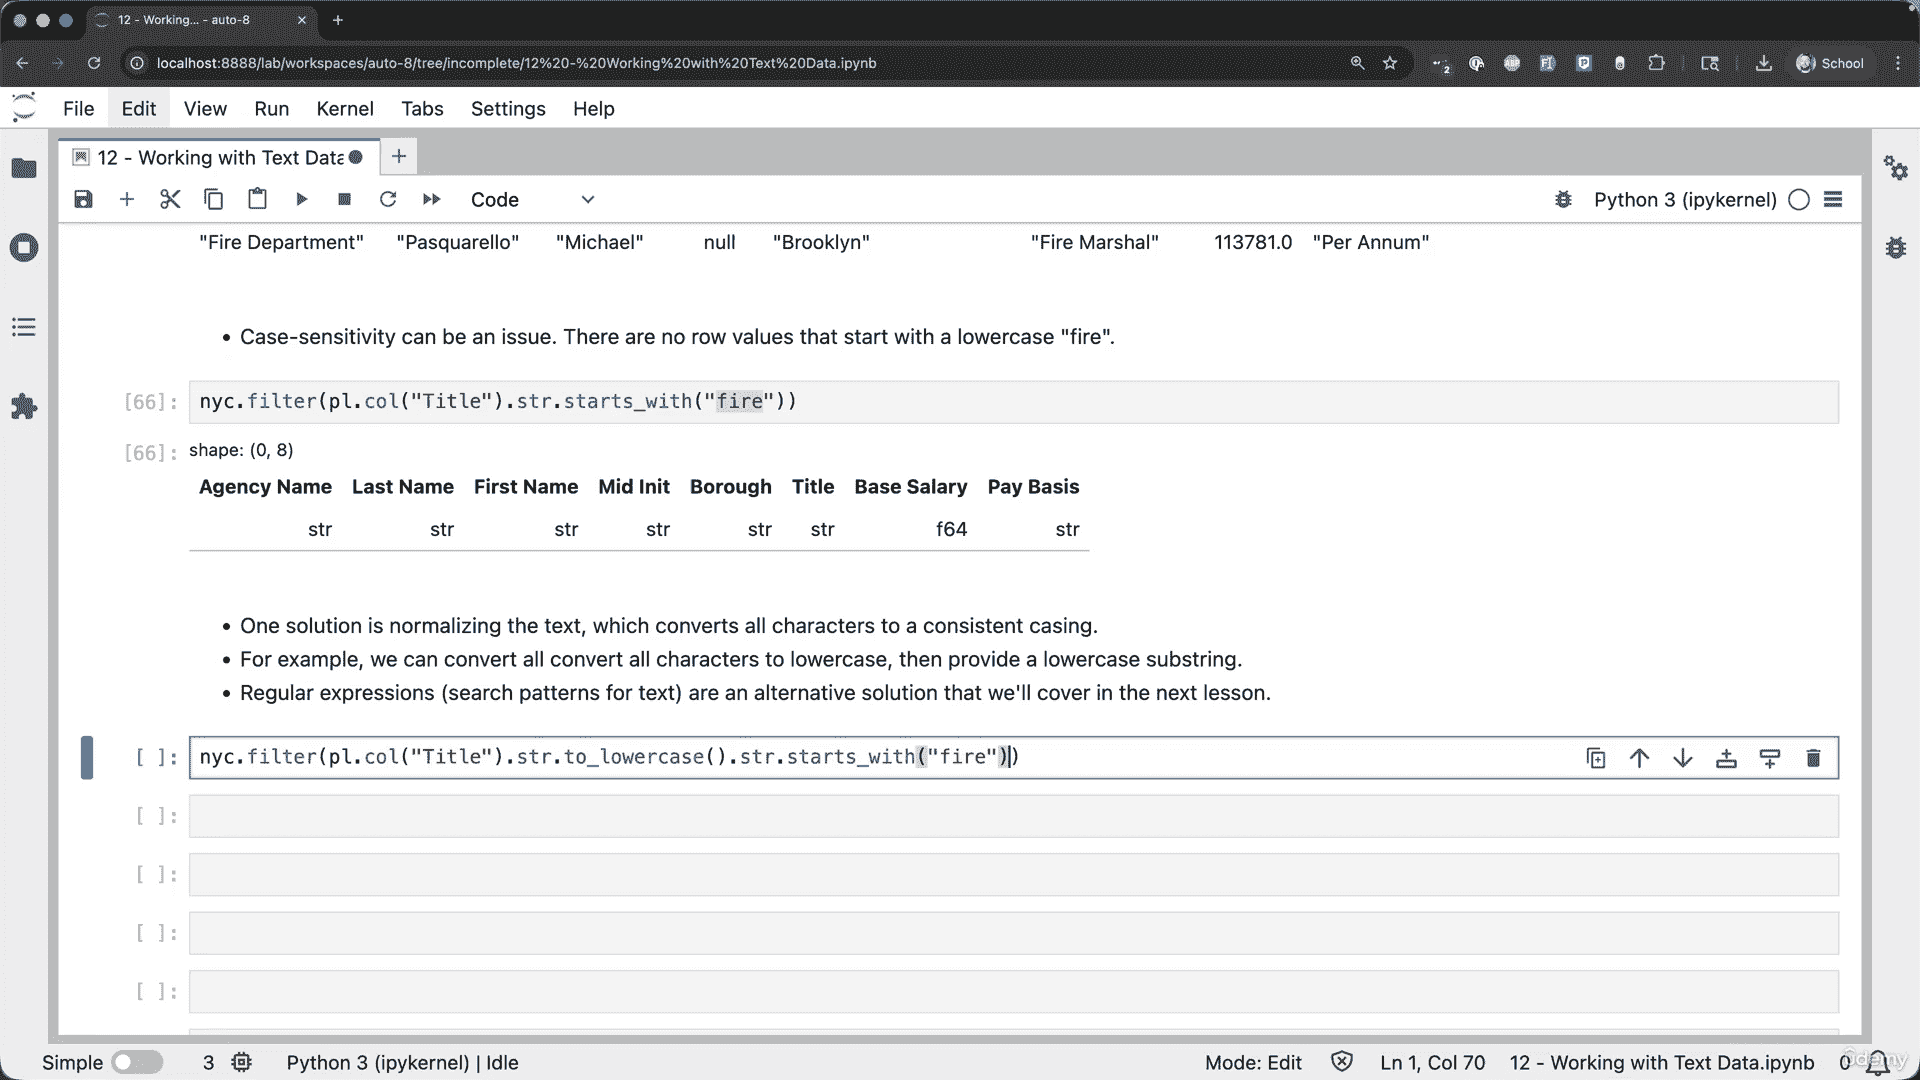 12 - Working... - auto-8
localhost:8888/lab/workspaces/auto-8/tree/incomplete/12%20-%20Working%20with%20Text%20Data.ipynb
2
School
File Edit View Run Kernel Tabs Settings Help
12 - Working with Text Data
Code
Python 3 (ipykernel)
"Fire Department" "Pasquarello" "Michael" null "Brooklyn" "Fire Marshal" 113781.0 "Per Annum"
• Case-sensitivity can be an issue. There are no row values that start with a lowercase "fire".
[66]: nyc.filter(pl.col("Title").str.starts_with("fire"))
[66]: shape: (0, 8)
Agency Name Last Name First Name Mid Init Borough Title Base Salary Pay Basis
str str str str str str f64 str
• One solution is normalizing the text, which converts all characters to a consistent casing.
• For example, we can convert all convert all characters to lowercase, then provide a lowercase substring.
• Regular expressions (search patterns for text) are an alternative solution that we'll cover in the next lesson.
[ ]: nyc.filter(pl.col("Title").str.to_lowercase().str.starts_with("fire"))
[ ]:
[ ]:
[ ]:
[ ]:
Simple 3 Python 3 (ipykernel) | Idle Mode: Edit Ln 1, Col 70 12 - Working with Text Data.ipynb 0
Udemy